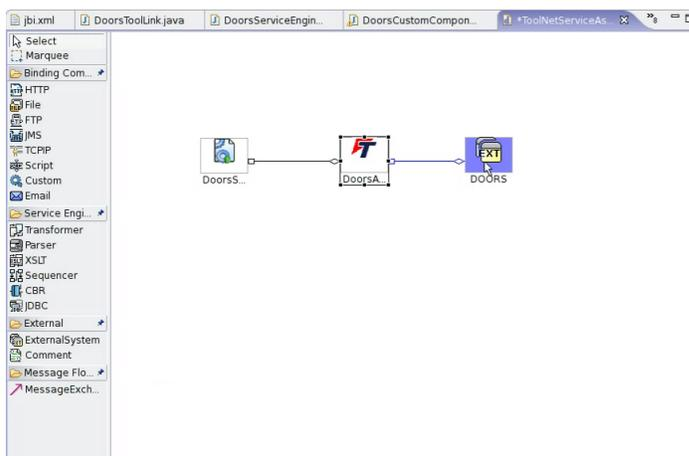 jbi.xml
DoorsToolLink.java
DoorsServiceEngin...
DoorsCustomCompon...
*ToolNetServiceAs...
»8
Select
Marquee
Binding Com...
HTTP
File
FTP
JMS
TCPIP
Script
Custom
Email
Service Engi...
Transformer
Parser
XSLT
Sequencer
CBR
JDBC
External
ExternalSystem
Comment
Message Flo...
MessageExch...
DoorsS...
FT
DoorsA...
EXT
DOORS